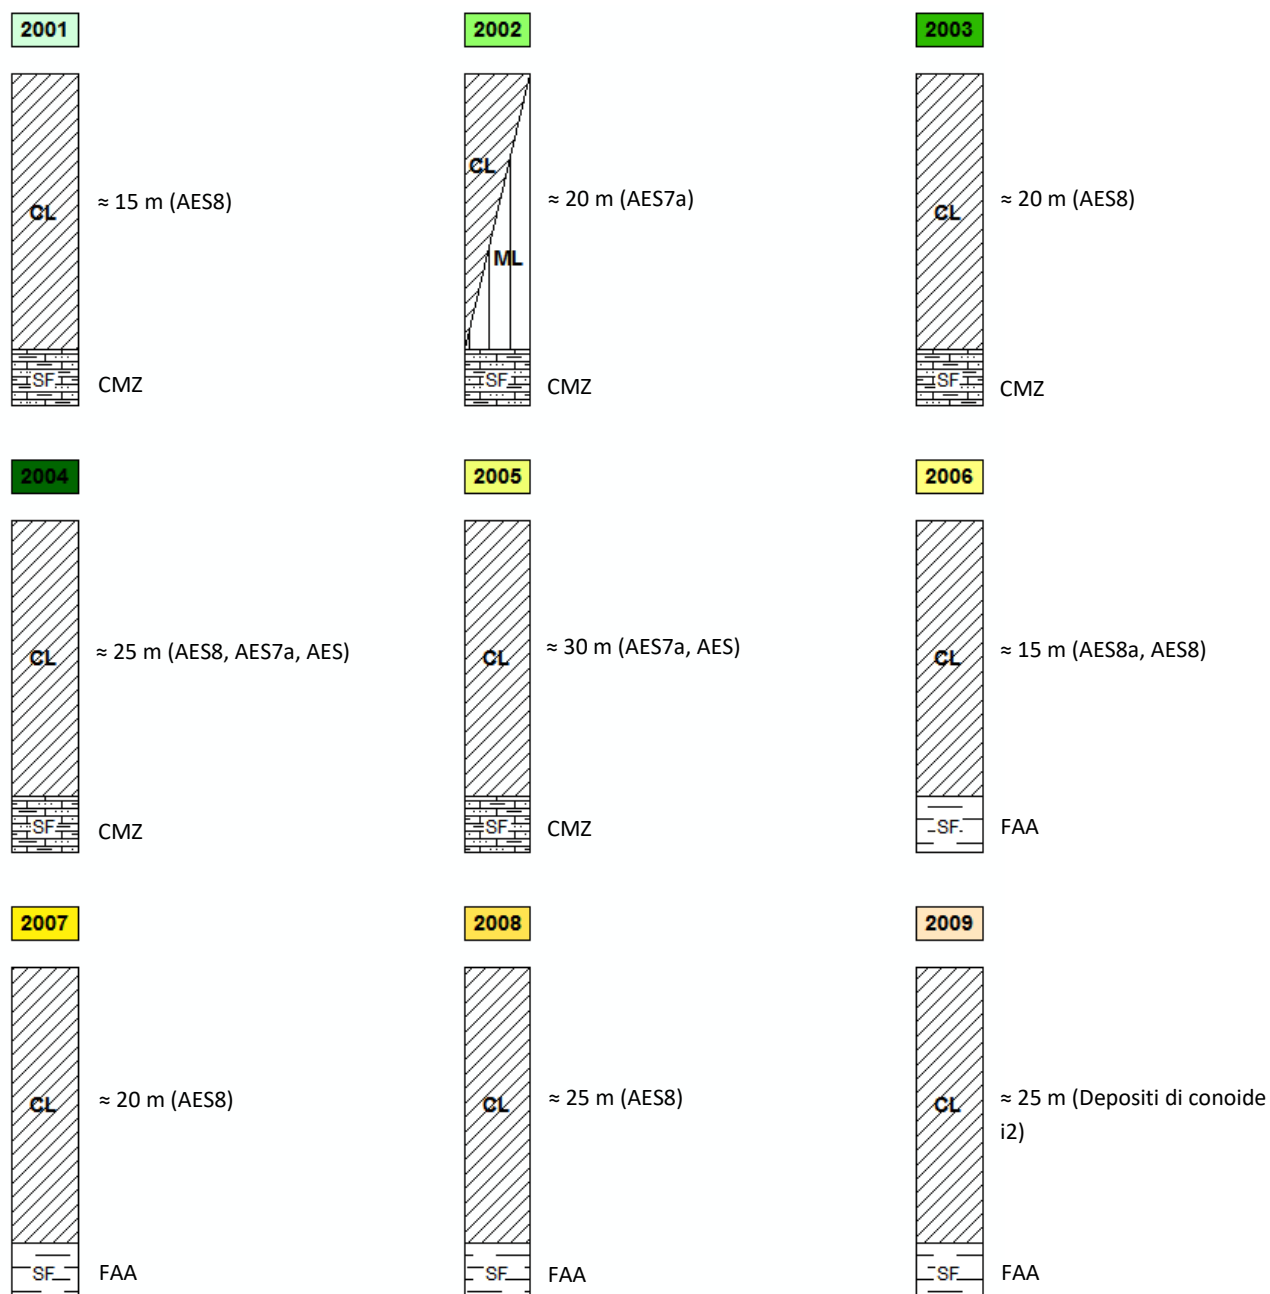 2001
2002
2003
CL
≈ 15 m (AES8)
SF
CMZ
CL
ML
≈ 20 m (AES7a)
SF
CMZ
CL
≈ 20 m (AES8)
SF
CMZ
2004
2005
2006
CL
≈ 25 m (AES8, AES7a, AES)
SF
CMZ
CL
≈ 30 m (AES7a, AES)
SF
CMZ
CL
≈ 15 m (AES8a, AES8)
SF
FAA
2007
2008
2009
CL
≈ 20 m (AES8)
SF
FAA
CL
≈ 25 m (AES8)
SF
FAA
CL
≈ 25 m (Depositi di conoide
i2)
SF
FAA